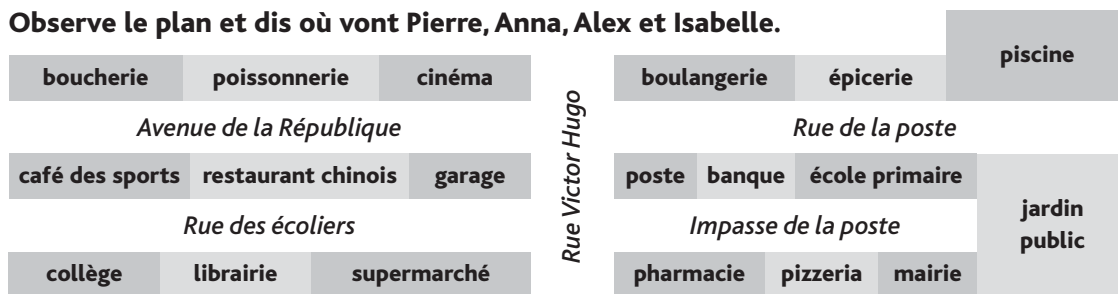 Observe le plan et dis où vont Pierre, Anna, Alex et Isabelle.
boucherie poissonnerie cinéma boulangerie épicerie piscine
Avenue de la République Rue de la poste
Rue Victor Hugo
café des sports restaurant chinois garage poste banque école primaire
Rue des écoliers Impasse de la poste
jardin
public
collège librairie supermarché pharmacie pizzeria mairie